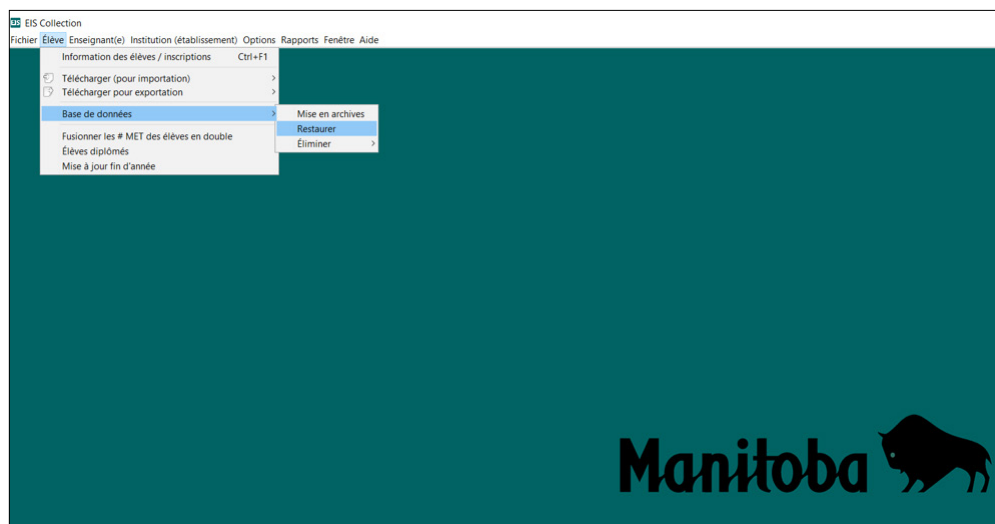 EIS EIS Collection
Fichier Élève Enseignant(e) Institution (établissement) Options Rapports Fenêtre Aide
Information des élèves / inscriptions Ctrl+F1
Télécharger (pour importation)
Télécharger pour exportation
Base de données
Mise en archives
Restaurer
Éliminer
Fusionner les # MET des élèves en double
Élèves diplômés
Mise à jour fin d'année
Manitoba